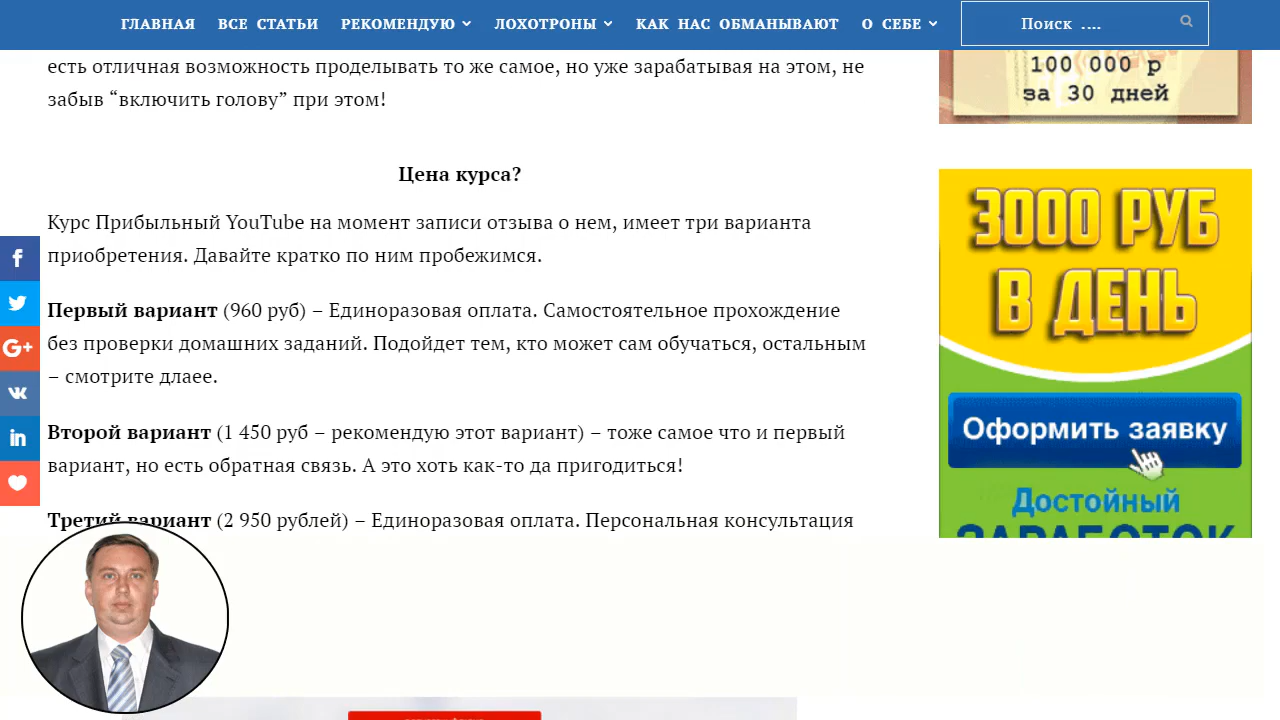 ГЛАВНАЯ ВСЕ СТАТЬИ РЕКОМЕНДУЮ ЛОХОТРОНЫ КАК НАС ОБМАНЫВАЮТ О СЕБЕ Поиск ....
есть отличная возможность проделывать то же самое, но уже зарабатывая на этом, не
забыв “включить голову” при этом!
Цена курса?
Курс Прибыльный YouTube на момент записи отзыва о нем, имеет три варианта
приобретения. Давайте кратко по ним пробежимся.
Первый вариант (960 руб) – Единоразовая оплата. Самостоятельное прохождение
без проверки домашних заданий. Подойдет тем, кто может сам обучаться, остальным
– смотрите длаее.
Второй вариант (1 450 руб – рекомендую этот вариант) – тоже самое что и первый
вариант, но есть обратная связь. А это хоть как-то да пригодиться!
Третий вариант (2 950 рублей) – Единоразовая оплата. Персональная консультация
100 000 р
за 30 дней
3000 РУБ
В ДЕНЬ
Оформить заявку
Достойный
ЗАРАБОТОК